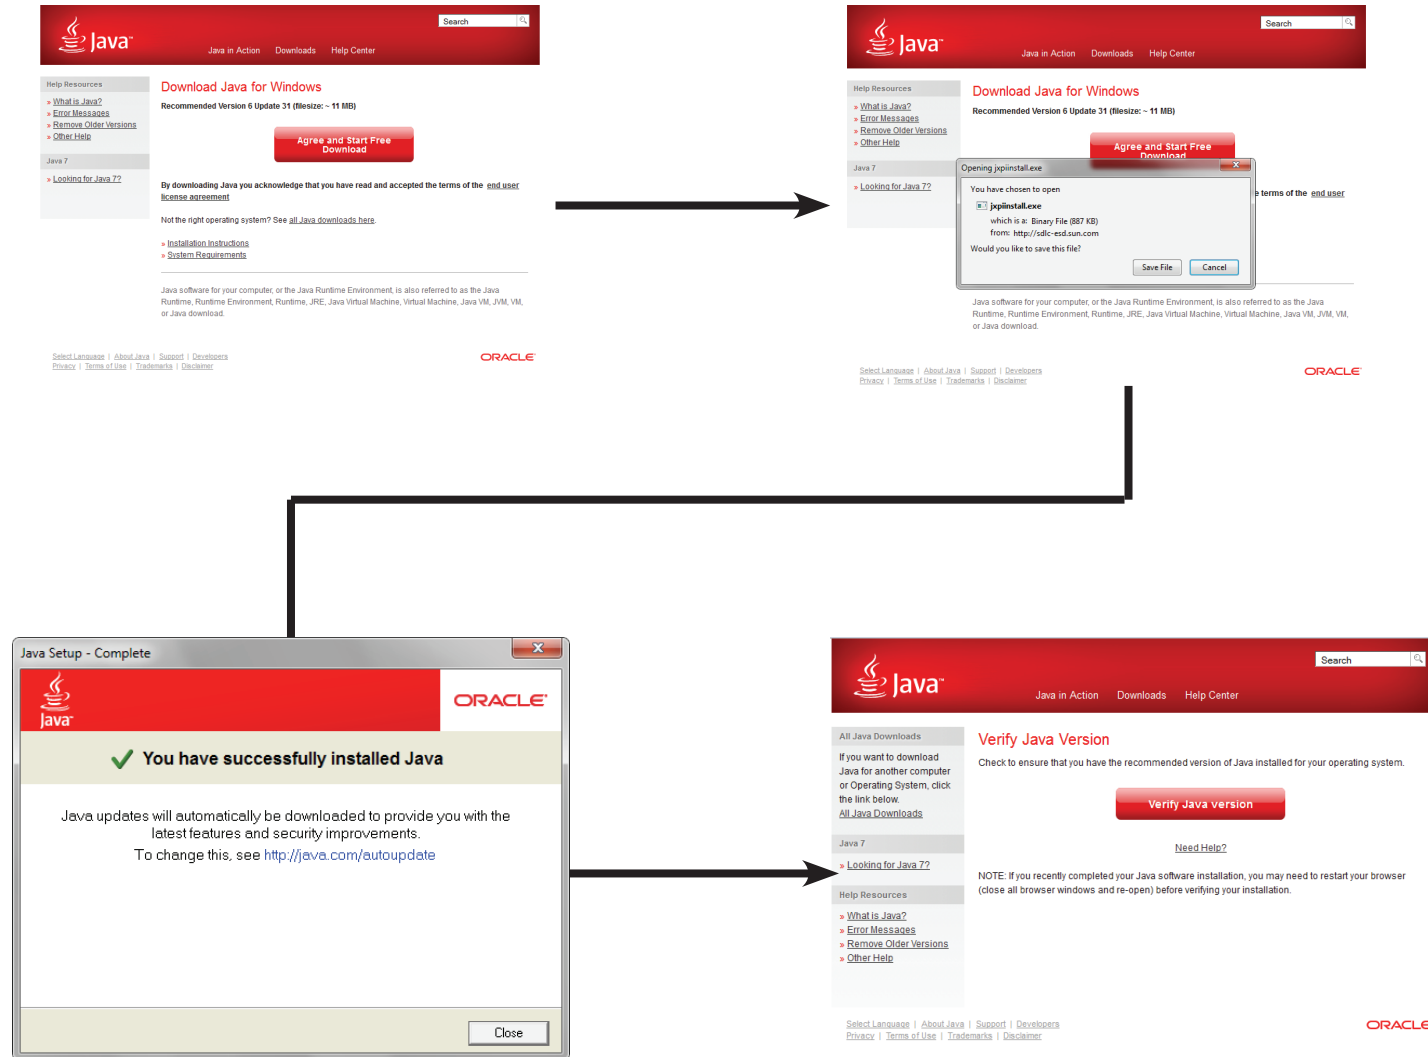 Java
Search
Java in Action Downloads Help Center
Help Resources
» What is Java?
» Error Messages
» Remove Older Versions
» Other Help
Java 7
» Looking for Java 7?
Download Java for Windows
Recommended Version 6 Update 31 (filesize: ~ 11 MB)
Agree and Start Free
Download
By downloading Java you acknowledge that you have read and accepted the terms of the end user
license agreement
Not the right operating system? See all Java downloads here.
» Installation Instructions
» System Requirements
Java software for your computer, or the Java Runtime Environment, is also referred to as the Java
Runtime, Runtime Environment, Runtime, JRE, Java Virtual Machine, Virtual Machine, Java VM, JVM, VM,
or Java download.
Select Language | About Java | Support | Developers
Privacy | Terms of Use | Trademarks | Disclaimer
ORACLE
Java
Search
Java in Action Downloads Help Center
Help Resources
» What is Java?
» Error Messages
» Remove Older Versions
» Other Help
Java 7
» Looking for Java 7?
Download Java for Windows
Recommended Version 6 Update 31 (filesize: ~ 11 MB)
Agree and Start Free
Download
Opening jxpiinstall.exe
You have chosen to open
jxpiinstall.exe
which is a: Binary File (887 KB)
from: http://sdlc-esd.sun.com
Would you like to save this file?
Save File Cancel
e terms of the end user
Java software for your computer, or the Java Runtime Environment, is also referred to as the Java
Runtime, Runtime Environment, Runtime, JRE, Java Virtual Machine, Virtual Machine, Java VM, JVM, VM,
or Java download.
Select Language | About Java | Support | Developers
Privacy | Terms of Use | Trademarks | Disclaimer
ORACLE
Java Setup - Complete
Java
ORACLE
You have successfully installed Java
Java updates will automatically be downloaded to provide you with the
latest features and security improvements.
To change this, see http://java.com/autoupdate
Close
Java
Search
Java in Action Downloads Help Center
All Java Downloads
If you want to download
Java for another computer
or Operating System, click
the link below.
All Java Downloads
Java 7
» Looking for Java 7?
Help Resources
» What is Java?
» Error Messages
» Remove Older Versions
» Other Help
Verify Java Version
Check to ensure that you have the recommended version of Java installed for your operating system.
Verify Java version
Need Help?
NOTE: If you recently completed your Java software installation, you may need to restart your browser
(close all browser windows and re-open) before verifying your installation.
Select Language | About Java | Support | Developers
Privacy | Terms of Use | Trademarks | Disclaimer
ORACLE